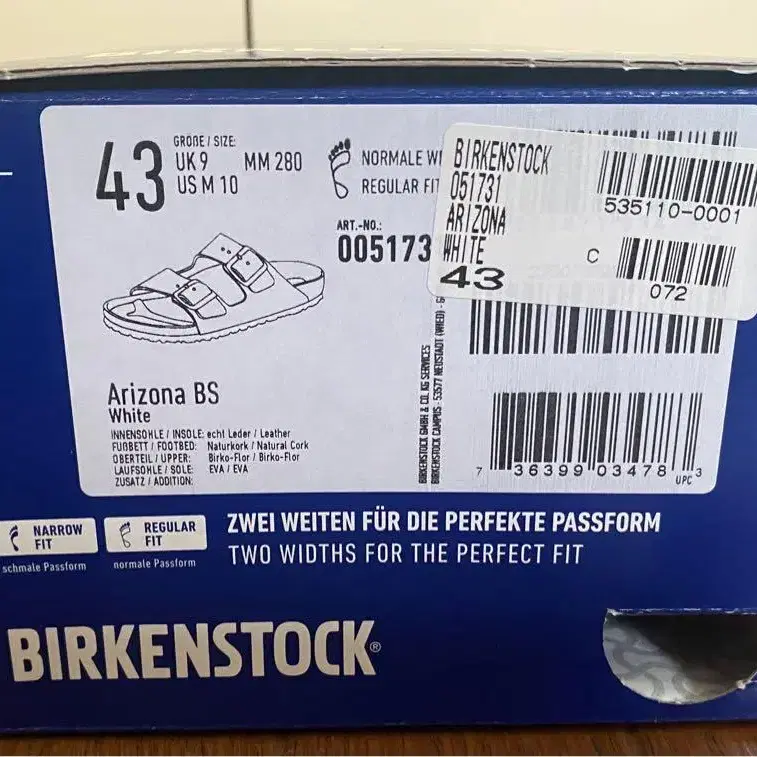 43
GRÖßE / SIZE:
UK 9 MM 280
US M 10
NORMALE
REGULAR FIT
ART.-NO.:
005173
BIRKENSTOCK
051731
ARIZONA
WHITE
43
535110-0001
C
072
Arizona BS
White
INNENSOHLE / INSOLE: echt Leder / Leather
FUßBETT / FOOTBED: Naturkork / Natural Cork
OBERTEIL / UPPER: Birko-Flor / Birko-Flor
LAUFSOHLE / SOLE: EVA / EVA
ZUSATZ / ADDITION:
BIRKENSTOCK GMBH & CO. KG SERVICES
BIRKENSTOCK CAMPUS · 53577 NEUSTADT (WIED)
7 36399 03478 3
UPC
NARROW
FIT
schmale Passform
REGULAR
FIT
normale Passform
ZWEI WEITEN FÜR DIE PERFEKTE PASSFORM
TWO WIDTHS FOR THE PERFECT FIT
BIRKENSTOCK®